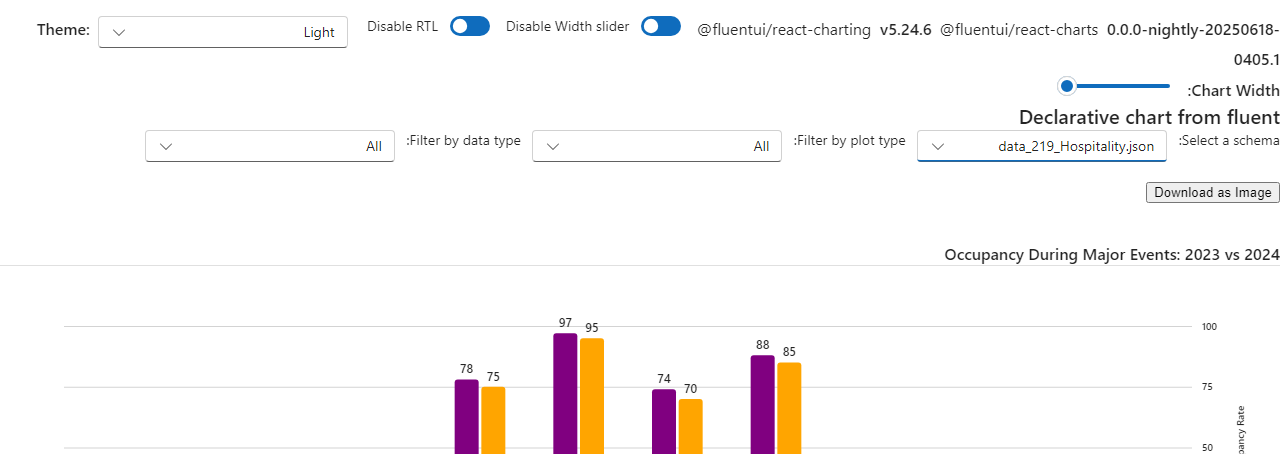 Theme:
Light
Disable RTL
Disable Width slider
@fluentui/react-charting v5.24.6 @fluentui/react-charts 0.0.0-nightly-20250618-
0405.1
:Chart Width
Declarative chart from fluent
:Select a schema
data_219_Hospitality.json
:Filter by plot type
All
:Filter by data type
All
Download as Image
Occupancy During Major Events: 2023 vs 2024
100
75
50
78
75
97
95
74
70
88
85
Rate